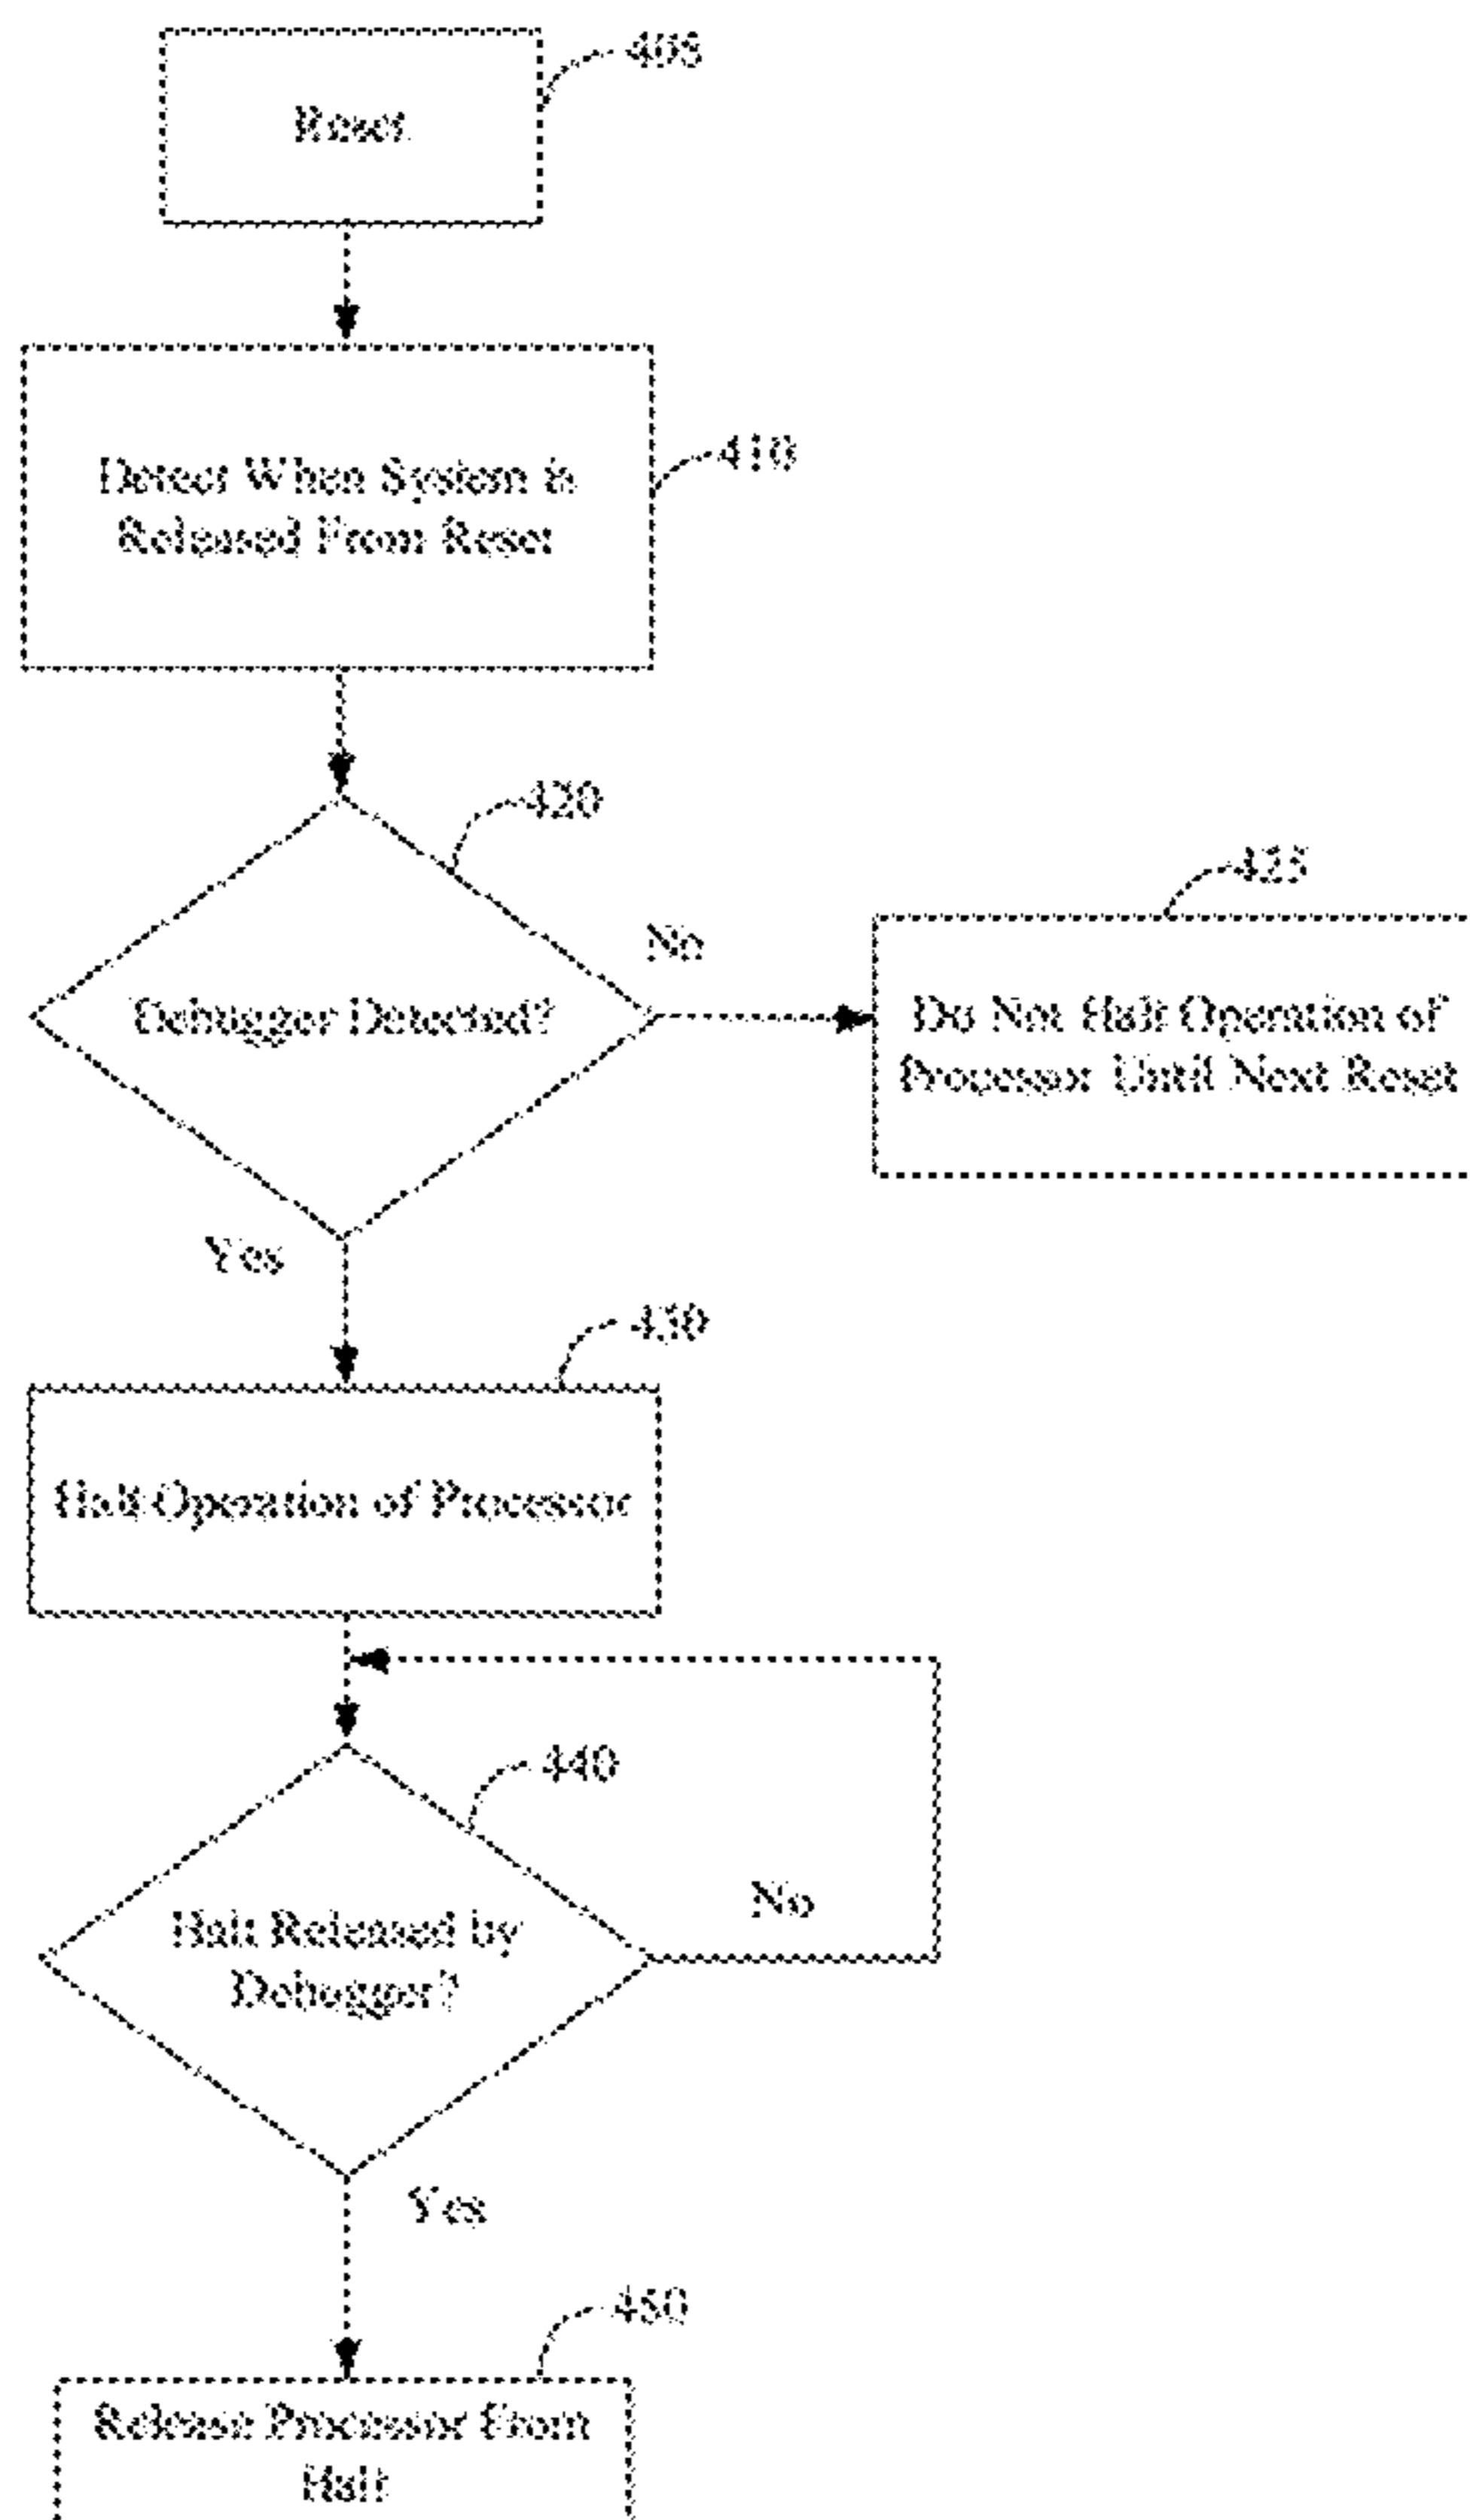 Reset
405
Detect When System is
Released From Reset
410
420
Debugger Detected?
No
425
Do Not Halt Operation of
Processor Until Next Reset
Yes
430
Halt Operation of Processor
440
Halt Released by
Debugger?
No
Yes
450
Release Processor From
Halt